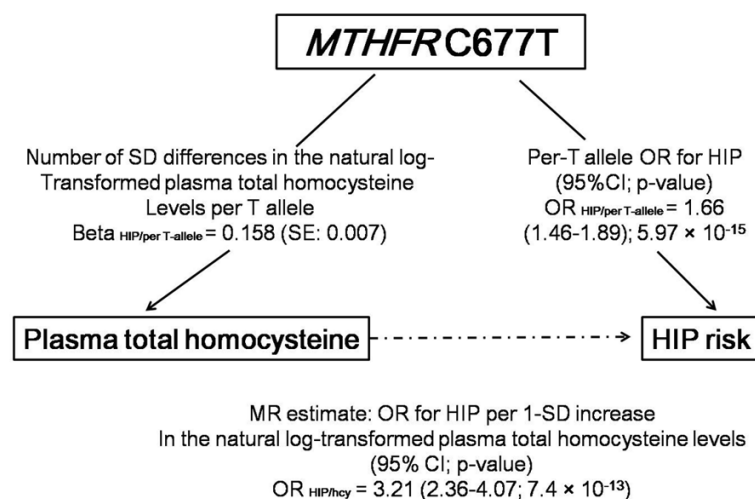 MTHFR C677T
Number of SD differences in the natural log-
Transformed plasma total homocysteine
Levels per T allele
Beta HIP/per T-allele = 0.158 (SE: 0.007)
Per-T allele OR for HIP
(95%CI; p-value)
OR HIP/per T-allele = 1.66
(1.46-1.89); 5.97 × 10-15
Plasma total homocysteine
HIP risk
MR estimate: OR for HIP per 1-SD increase
In the natural log-transformed plasma total homocysteine levels
(95% CI; p-value)
OR HIP/hcy = 3.21 (2.36-4.07; 7.4 × 10-13)